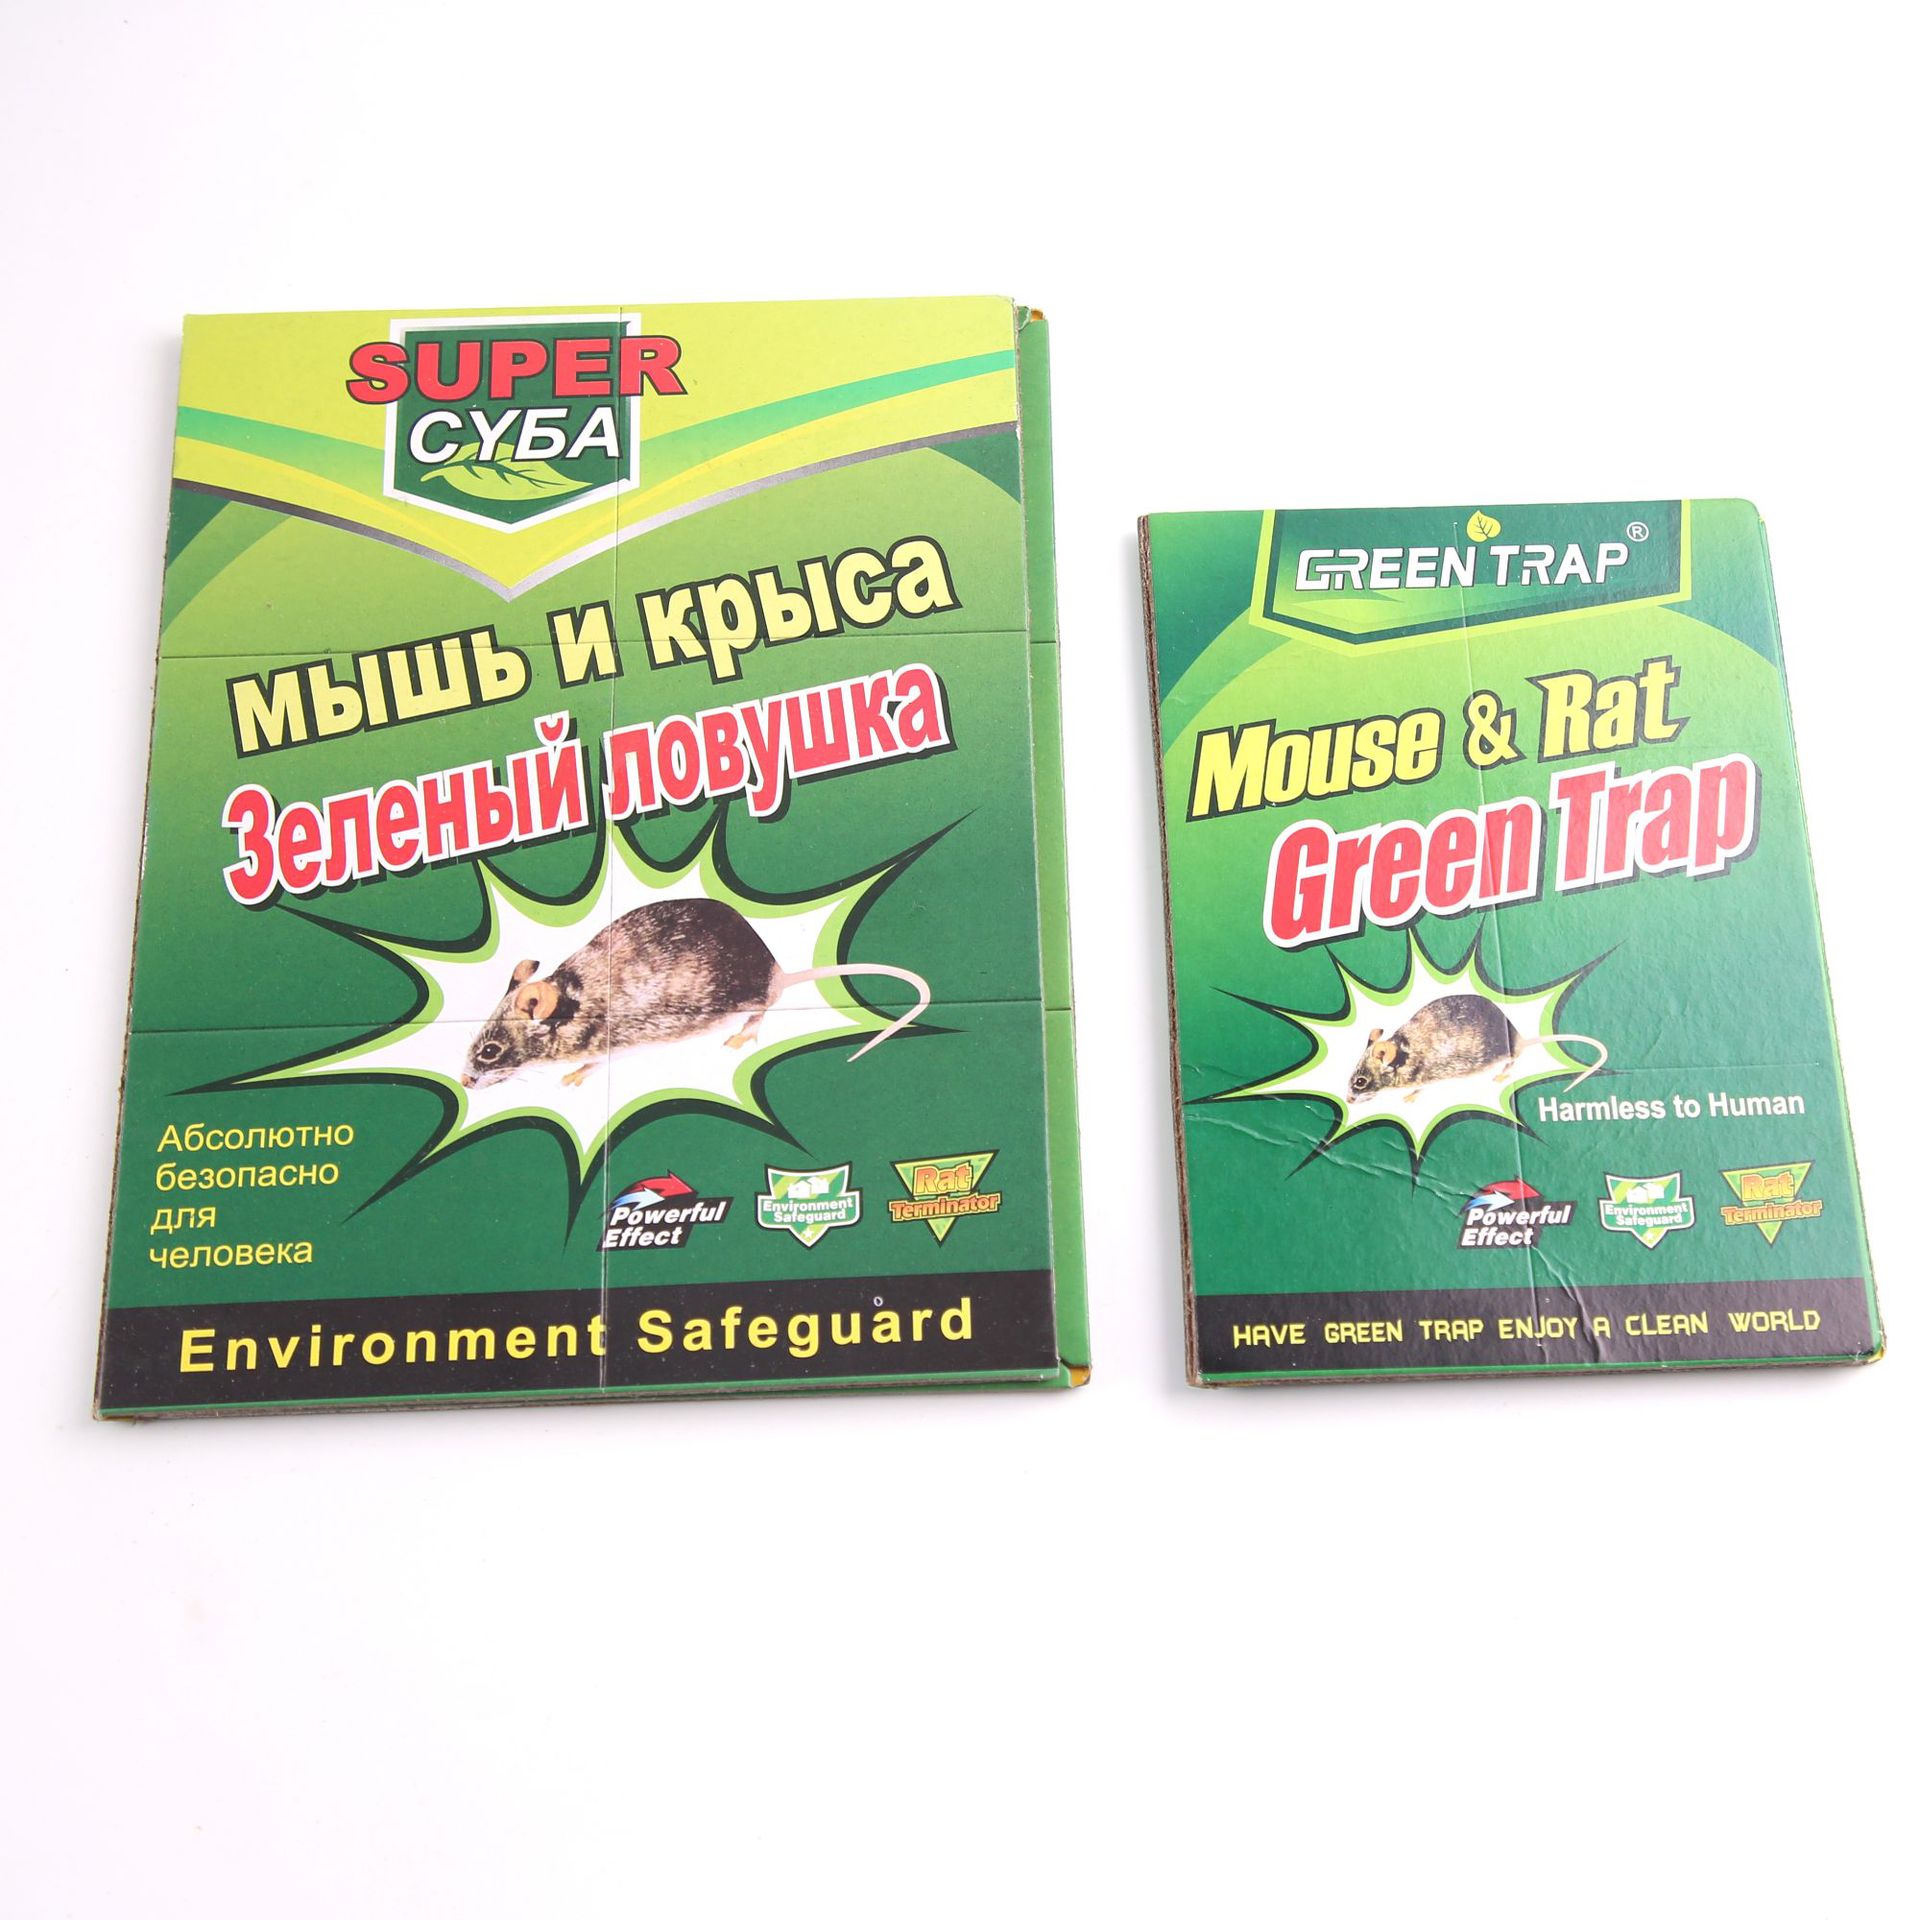 SUPER
СУБА
мышь и крыса
Зеленый ловушка
Абсолютно
безопасно
для
человека
Powerful
Effect
Environment
Safeguard
Rat
Terminator
Environment Safeguard
GREEN TRAP®
Mouse & Rat
Green Trap
Harmless to Human
Powerful
Effect
Environment
Safeguard
Rat
Terminator
HAVE GREEN TRAP ENJOY A CLEAN WORLD